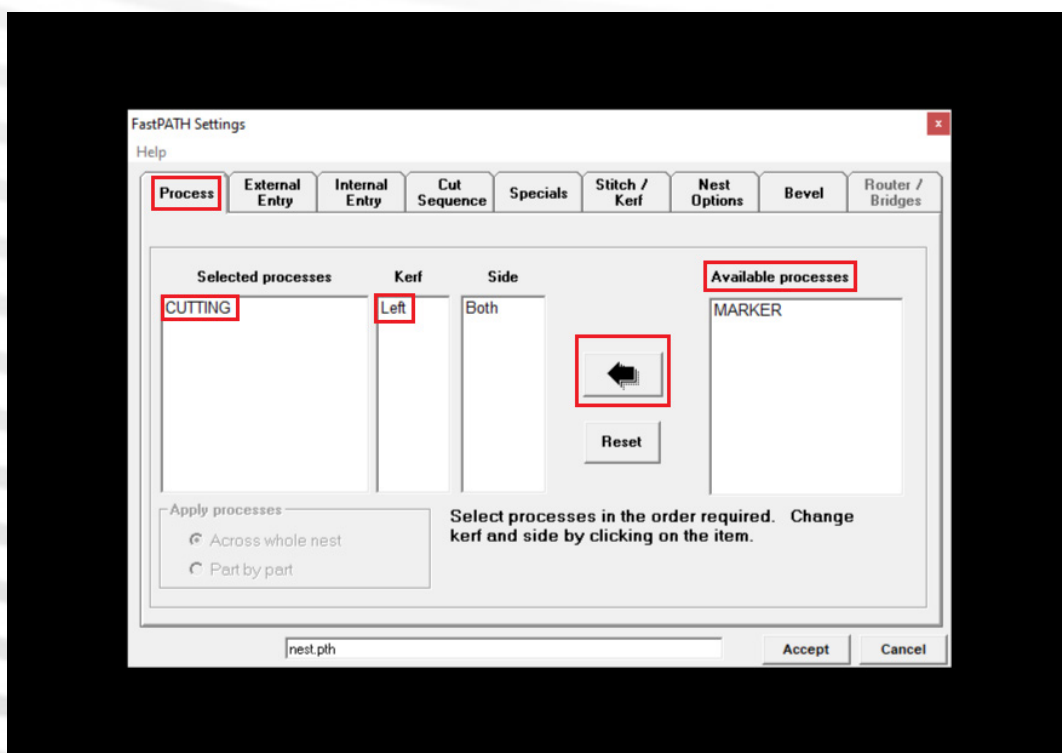 FastPATH Settings
x
Help
Process
External Entry
Internal Entry
Cut Sequence
Specials
Stitch / Kerf
Nest Options
Bevel
Router / Bridges
Selected processes Kerf Side Available processes
CUTTING Left Both MARKER
Reset
Apply processes
Across whole nest
Part by part
Select processes in the order required. Change
kerf and side by clicking on the item.
nest.pth Accept Cancel